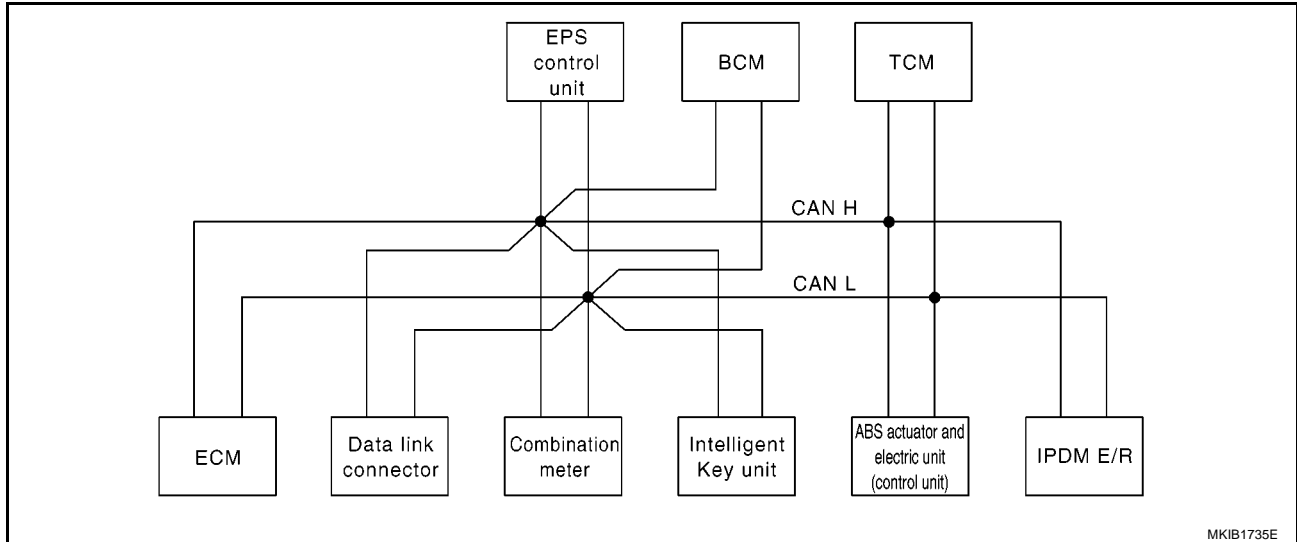 EPS
control
unit
BCM
TCM
CAN H
CAN L
ECM
Data link
connector
Combination
meter
Intelligent
Key unit
ABS actuator and
electric unit
(control unit)
IPDM E/R
MKIB1735E